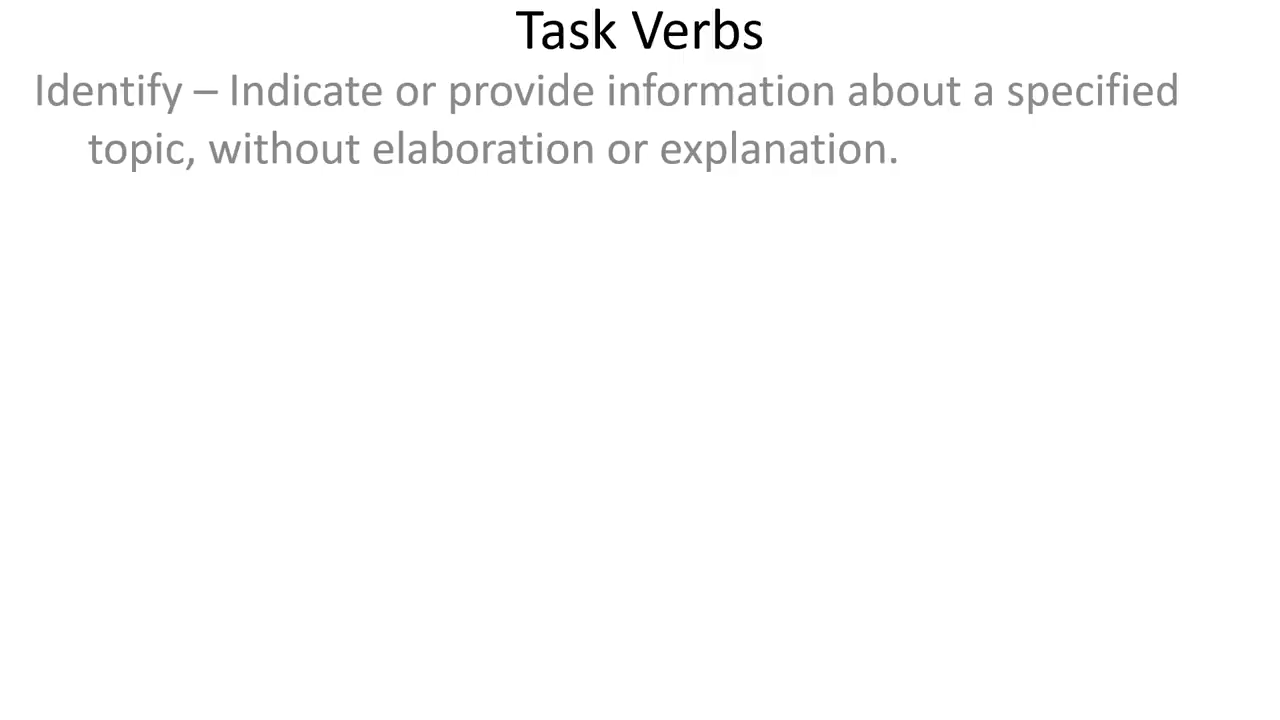 Task Verbs
Identify – Indicate or provide information about a specified
topic, without elaboration or explanation.